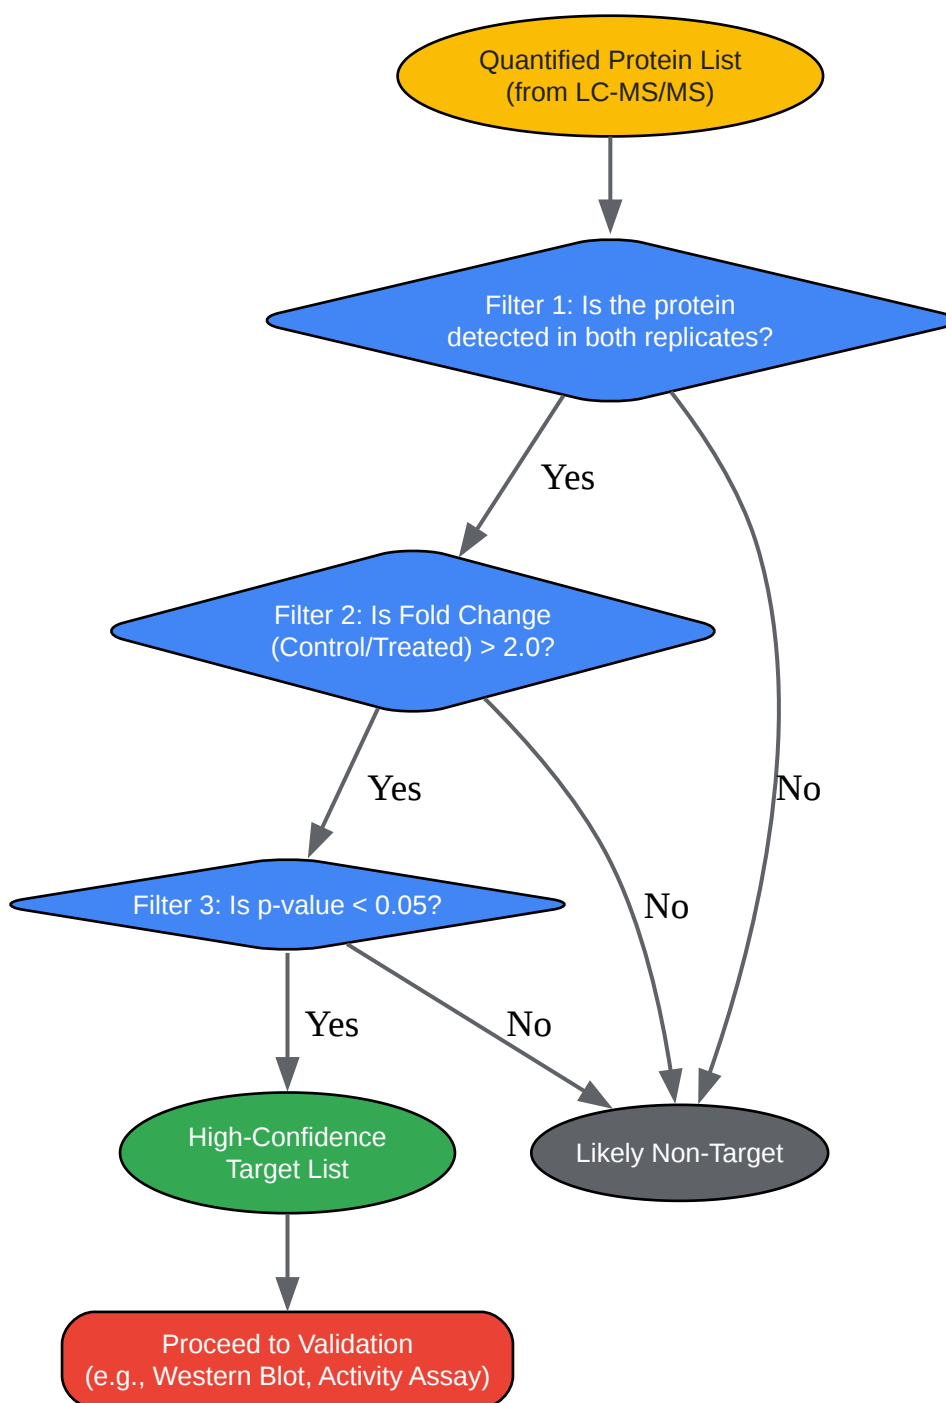 Quantified Protein List
(from LC-MS/MS)
Filter 1: Is the protein
detected in both replicates?
Yes
Filter 2: Is Fold Change
(Control/Treated) > 2.0?
Yes
No
Filter 3: Is p-value < 0.05?
No
Yes
No
High-Confidence
Target List
Likely Non-Target
Proceed to Validation
(e.g., Western Blot, Activity Assay)